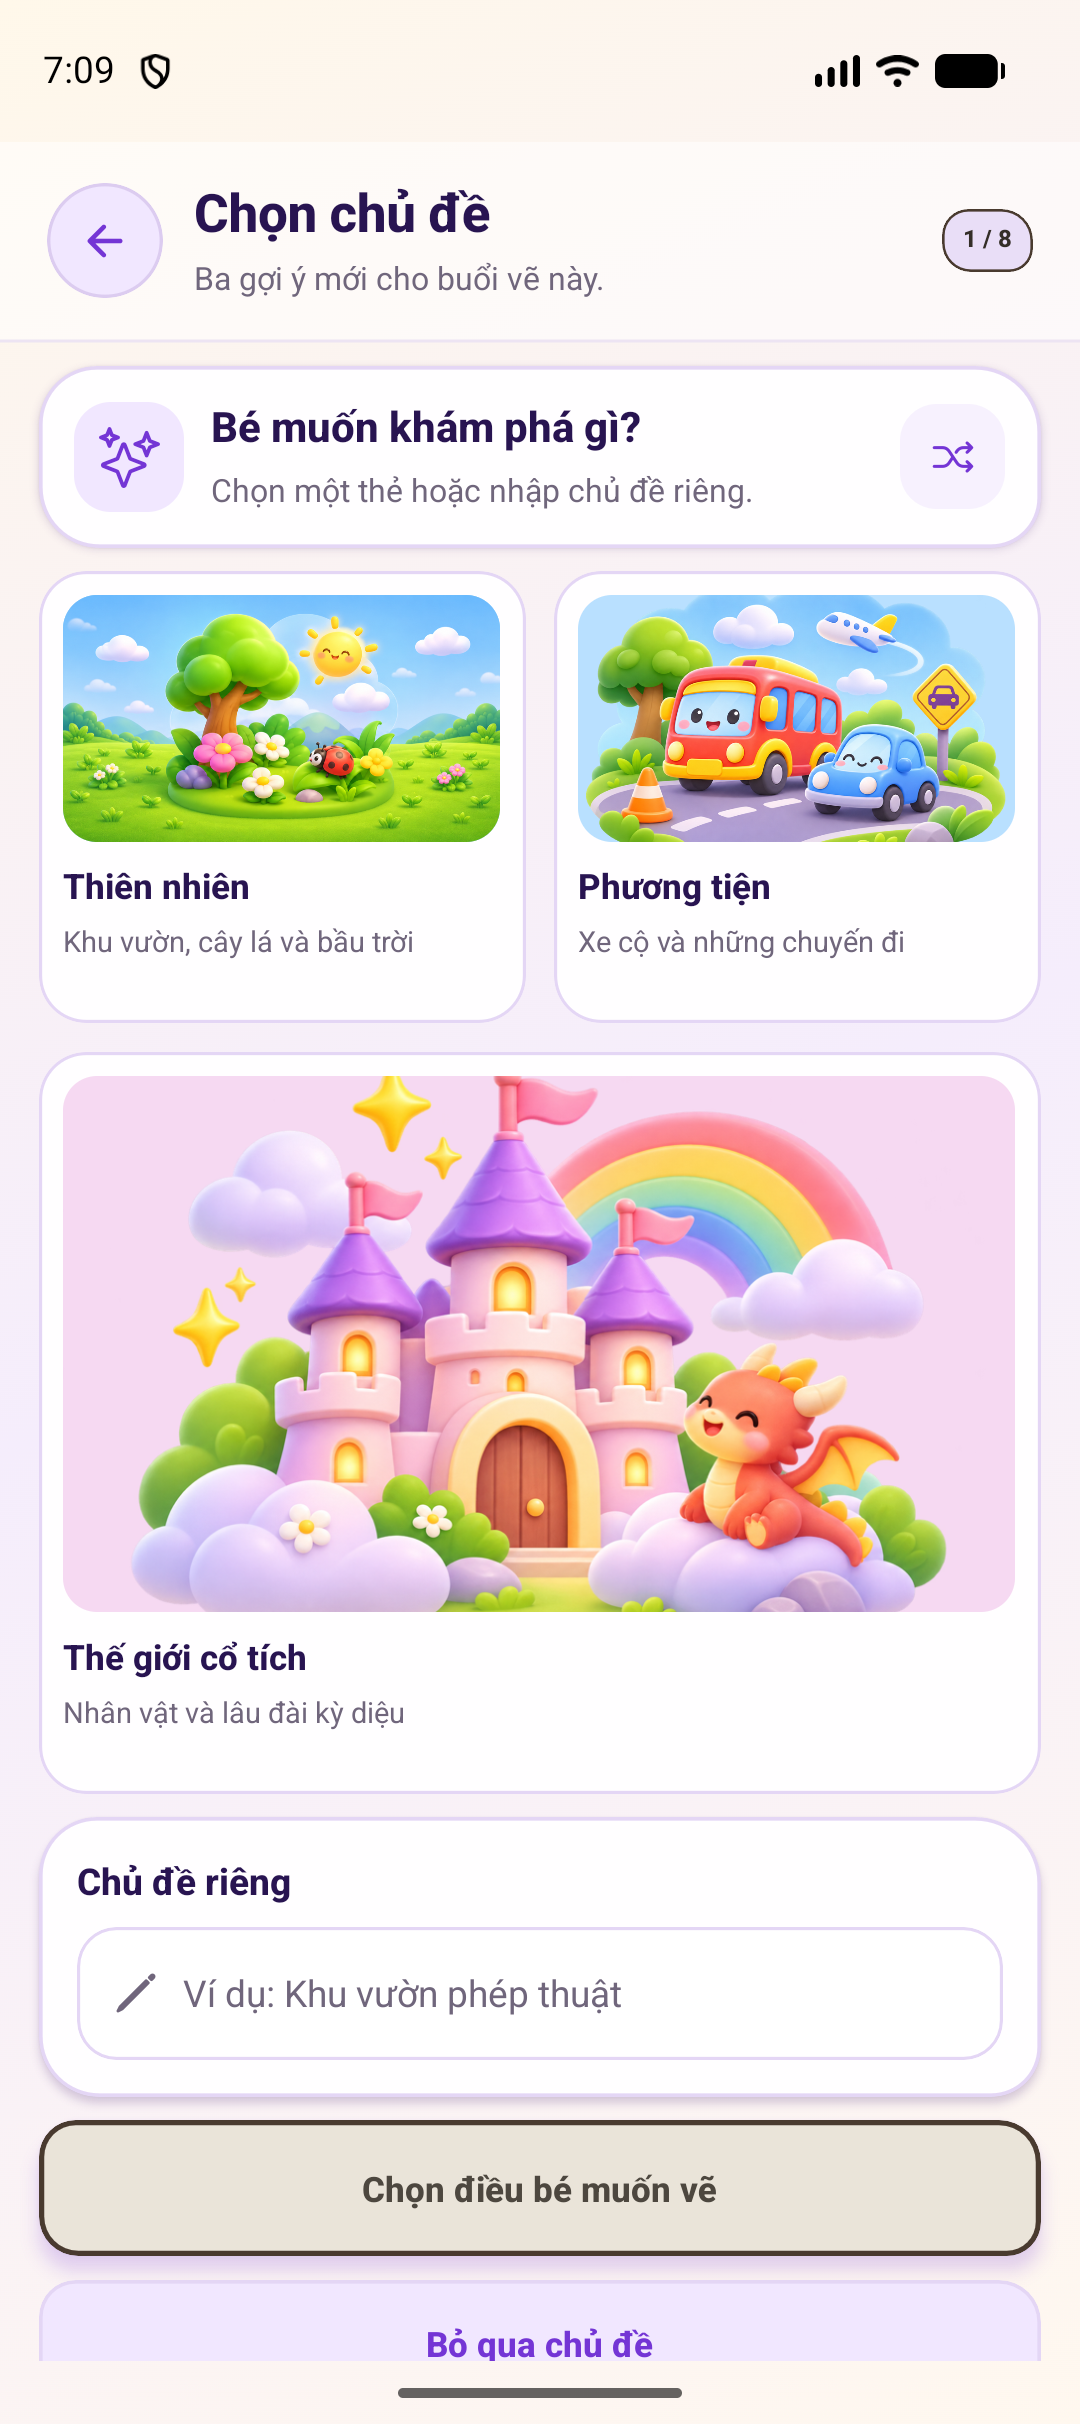 7:09
Chọn chủ đề
Ba gợi ý mới cho buổi vẽ này.
1 / 8
Bé muốn khám phá gì?
Chọn một thẻ hoặc nhập chủ đề riêng.
Thiên nhiên
Khu vườn, cây lá và bầu trời
Phương tiện
Xe cộ và những chuyến đi
Thế giới cổ tích
Nhân vật và lâu đài kỳ diệu
Chủ đề riêng
Ví dụ: Khu vườn phép thuật
Chọn điều bé muốn vẽ
Bỏ qua chủ đề